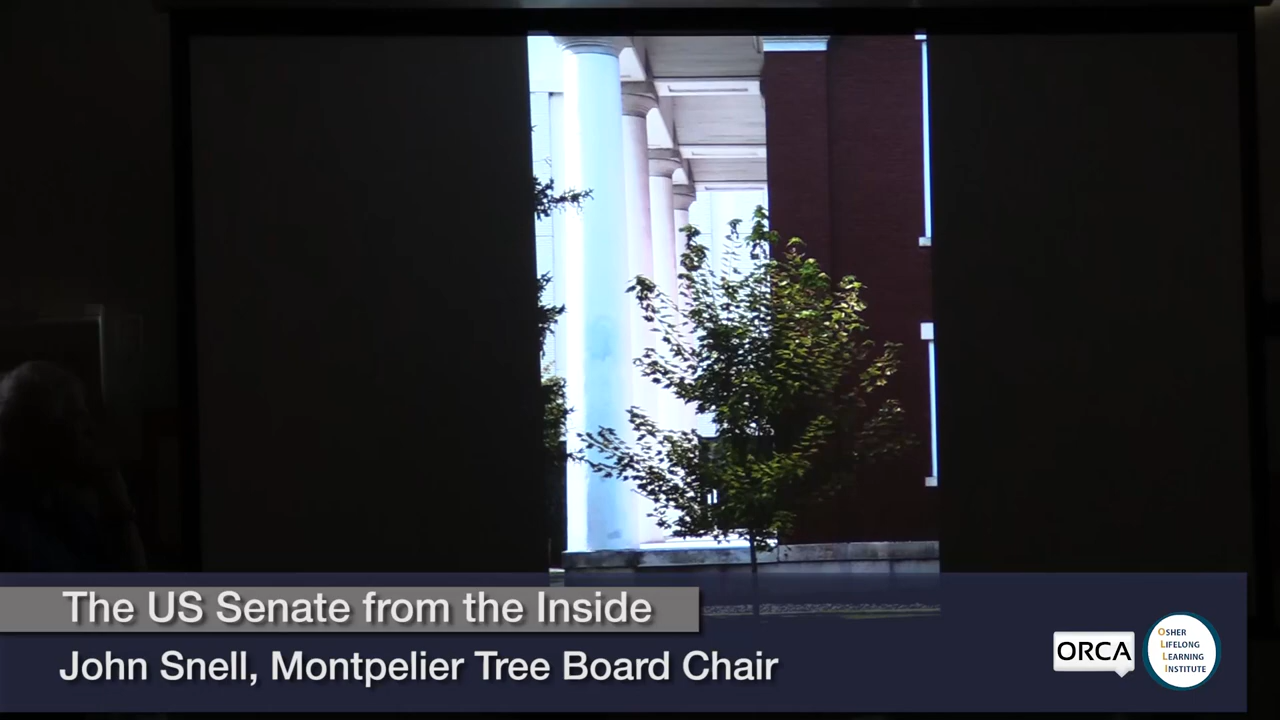 The US Senate from the Inside
John Snell, Montpelier Tree Board Chair
ORCA
OSHER
LIFELONG
LEARNING
INSTITUTE